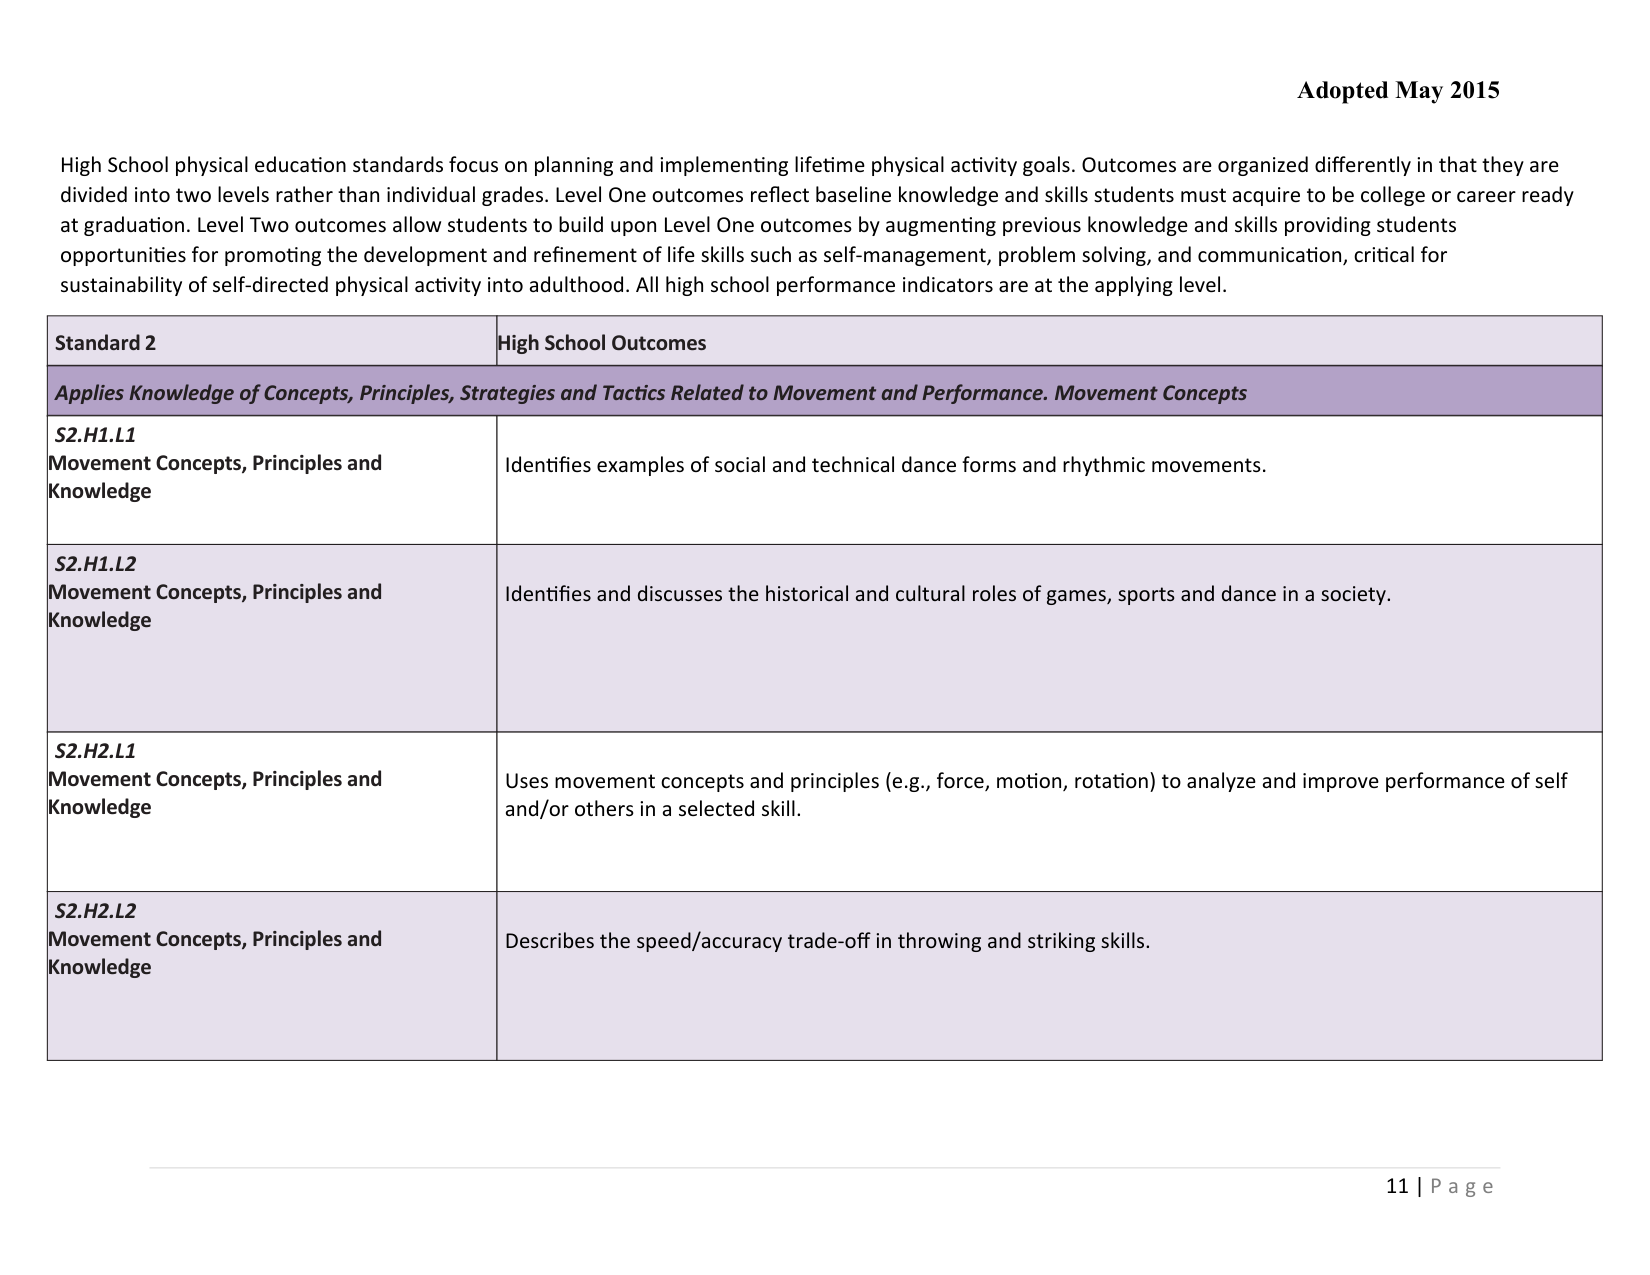 Adopted May 2015
High School physical education standards focus on planning and implementing lifetime physical activity goals. Outcomes are organized differently in that they are
divided into two levels rather than individual grades. Level One outcomes reflect baseline knowledge and skills students must acquire to be college or career ready
at graduation. Level Two outcomes allow students to build upon Level One outcomes by augmenting previous knowledge and skills providing students
opportunities for promoting the development and refinement of life skills such as self-management, problem solving, and communication, critical for
sustainability of self-directed physical activity into adulthood. All high school performance indicators are at the applying level.
Standard 2
High School Outcomes
Applies Knowledge of Concepts, Principles, Strategies and Tactics Related to Movement and Performance. Movement Concepts
S2.H1.L1
Movement Concepts, Principles and
Knowledge
Identifies examples of social and technical dance forms and rhythmic movements.
S2.H1.L2
Movement Concepts, Principles and
Knowledge
Identifies and discusses the historical and cultural roles of games, sports and dance in a society.
S2.H2.L1
Movement Concepts, Principles and
Knowledge
Uses movement concepts and principles (e.g., force, motion, rotation) to analyze and improve performance of self
and/or others in a selected skill.
S2.H2.L2
Movement Concepts, Principles and
Knowledge
Describes the speed/accuracy trade-off in throwing and striking skills.
11 | Page